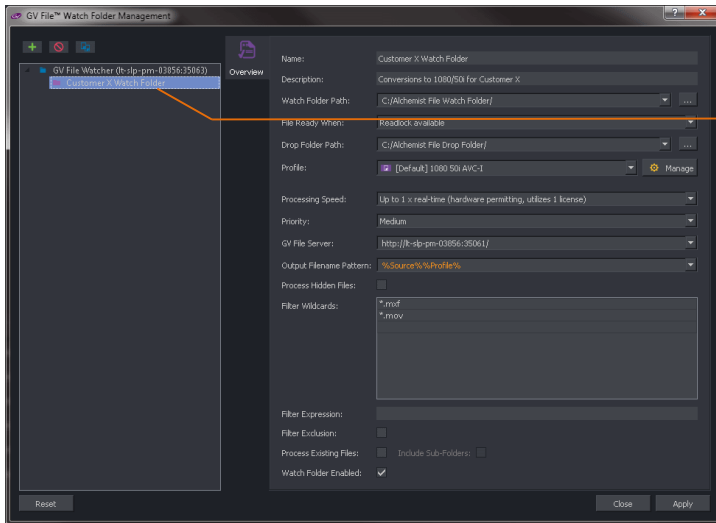 GV File™ Watch Folder Management
GV File Watcher (lt-slp-pm-03856:35063)
Customer X Watch Folder
Overview
Name: Customer X Watch Folder
Description: Conversions to 1080/50i for Customer X
Watch Folder Path: C:/Alchemist File Watch Folder/ ...
File Ready When: Readlock available
Drop Folder Path: C:/Alchemist File Drop Folder/ ...
Profile: [Default] 1080 50i AVC-I Manage
Processing Speed: Up to 1 x real-time (hardware permitting, utilizes 1 license)
Priority: Medium
GV File Server: http://lt-slp-pm-03856:35061/
Output Filename Pattern: %Source%%Profile%
Process Hidden Files:
Filter Wildcards: *.mxf
*.mov
Filter Expression:
Filter Exclusion:
Process Existing Files: Include Sub-Folders:
Watch Folder Enabled:
Reset Close Apply